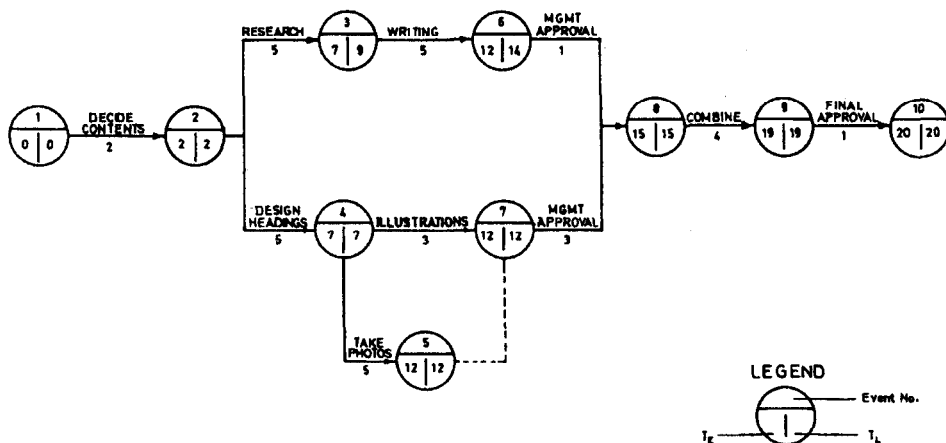 3
RESEARCH
5
7 9
WRITING
5
6
12 14
MGMT
APPROVAL
1
1
0 0
DECIDE
CONTENTS
2
2
2 2
8
15 15
COMBINE
4
9
19 19
FINAL
APPROVAL
1
10
20 20
DESIGN
HEADINGS
5
4
7 7
ILLUSTRATIONS
3
7
12 12
MGMT
APPROVAL
3
TAKE
PHOTOS
5
5
12 12
LEGEND
Event No.
TE
TL